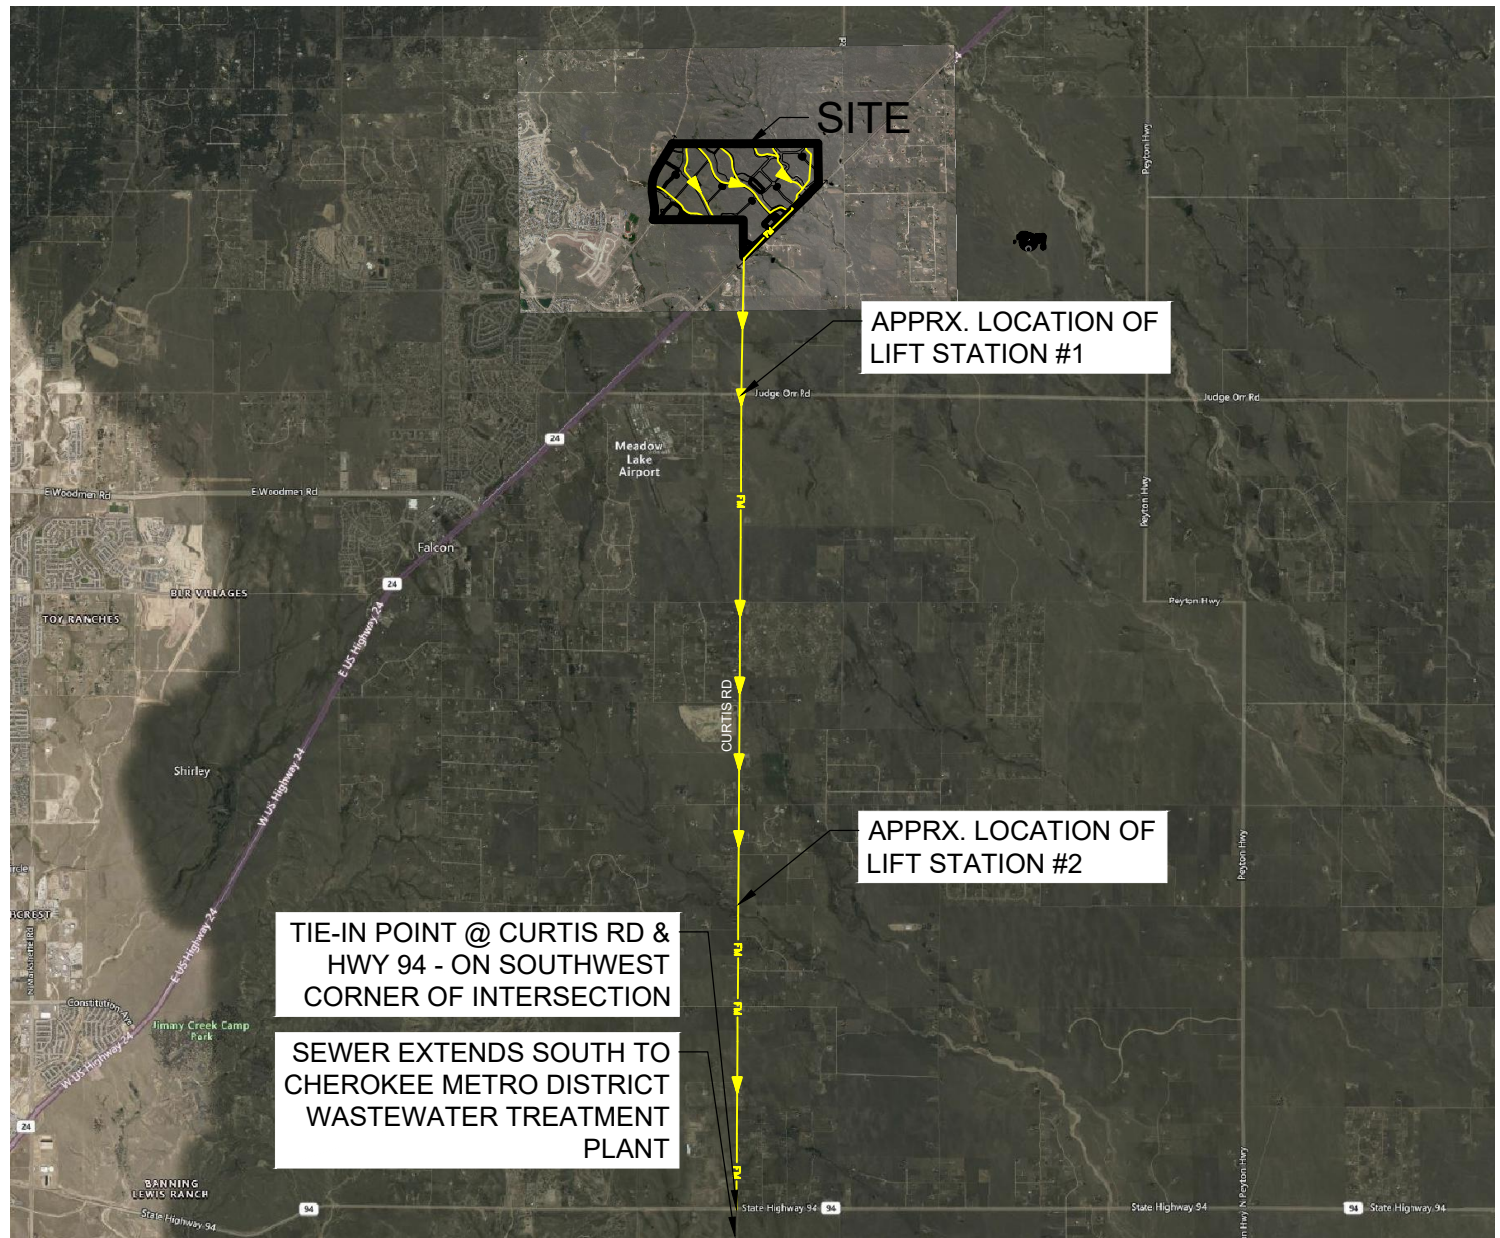 Rd
SITE
Peyton Hwy
FM
APPRX. LOCATION OF
LIFT STATION #1
Judge Orr Rd
Judge Orr Rd
24
Meadow
Lake
Airport
E Woodmen Rd
E Woodmen Rd
FM
Peyton Hwy
Falcon
24
BLR VILLAGES
TOY RANCHES
Peyton Hwy
E US Highway 24
CURTIS RD
Shirley
W US Highway 24
APPRX. LOCATION OF
LIFT STATION #2
Peyton Hwy
E US Highway 24
TIE-IN POINT @ CURTIS RD &
HWY 94 - ON SOUTHWEST
CORNER OF INTERSECTION
FM
FM
Constitution Ave
Jimmy Creek Camp
Park
W US Highway 24
SEWER EXTENDS SOUTH TO
CHEROKEE METRO DISTRICT
WASTEWATER TREATMENT
PLANT
24
FM
BANNING
LEWIS RANCH
N Peyton Hwy
State Highway 94
94
State Highway 94
94
State Highway 94
94
State Highway 94